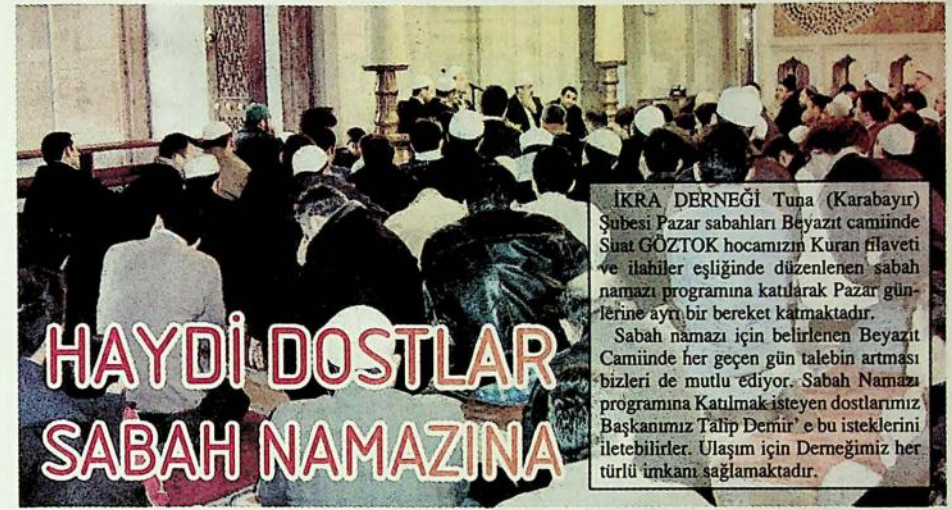 HAYDİ DOSTLAR
SABAH NAMAZINA
İKRA DERNEĞİ Tuna (Karabayır)
Şubesi Pazar sabahları Beyazıt camiinde
Suat GÖZTOK hocamızın Kuran tilaveti
ve ilahiler eşliğinde düzenlenen sabah
namazı programına katılarak Pazar gün-
lerine ayrı bir bereket katmaktadır.
Sabah namazı için belirlenen Beyazıt
Camiinde her geçen gün talebin artması
bizleri de mutlu ediyor. Sabah Namazı
programına Katılmak isteyen dostlarımız
Başkanımız Talip Demir' e bu isteklerini
iletebilirler. Ulaşım için Derneğimiz her
türlü imkanı sağlamaktadır.